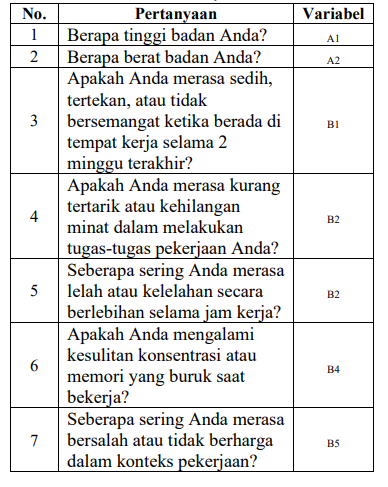 No. Pertanyaan Variabel
1 Berapa tinggi badan Anda? A1
2 Berapa berat badan Anda? A2
Apakah Anda merasa sedih,
tertekan, atau tidak
3 bersemangat ketika berada di B1
tempat kerja selama 2
minggu terakhir?
Apakah Anda merasa kurang
4 tertarik atau kehilangan B2
minat dalam melakukan
tugas-tugas pekerjaan Anda?
Seberapa sering Anda merasa
5 lelah atau kelelahan secara B2
berlebihan selama jam kerja?
Apakah Anda mengalami
6 kesulitan konsentrasi atau B4
memori yang buruk saat
bekerja?
Seberapa sering Anda merasa
7 bersalah atau tidak berharga B5
dalam konteks pekerjaan?